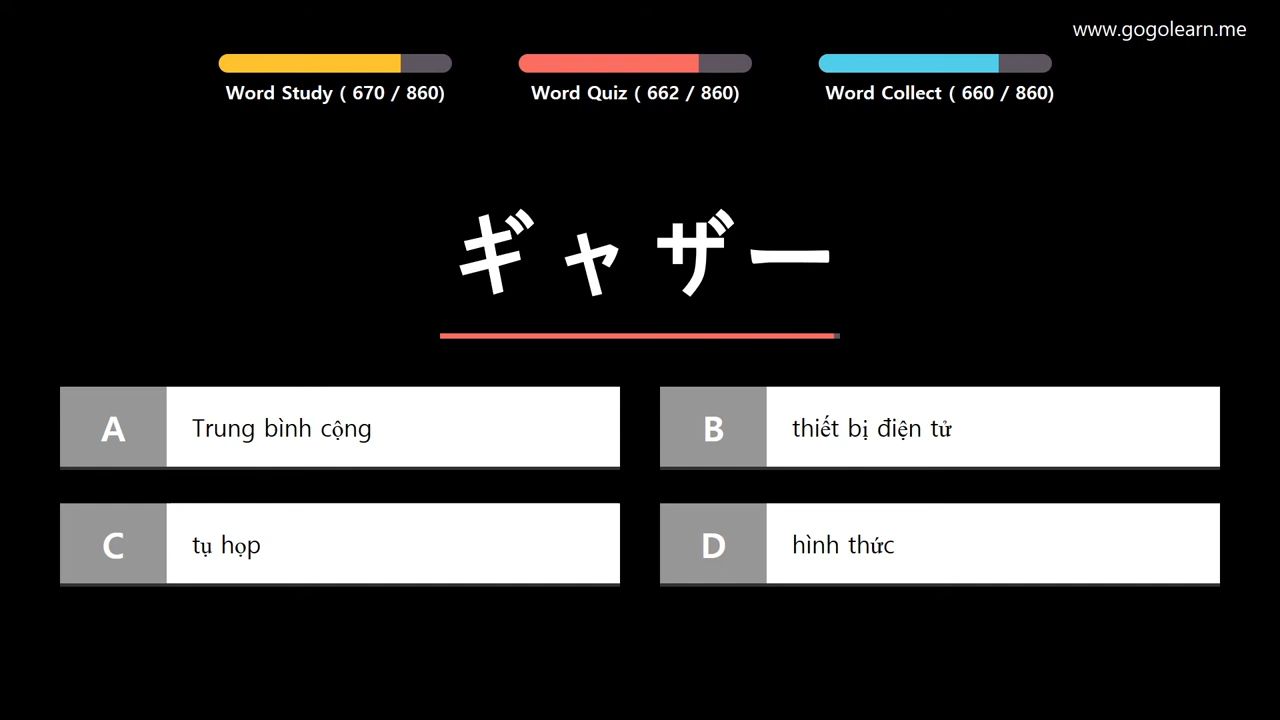 www.gogolearn.me
Word Study ( 670 / 860)
Word Quiz ( 662 / 860)
Word Collect ( 660 / 860)
ギャザー
A Trung bình cộng
B thiết bị điện tử
C tụ họp
D hình thức